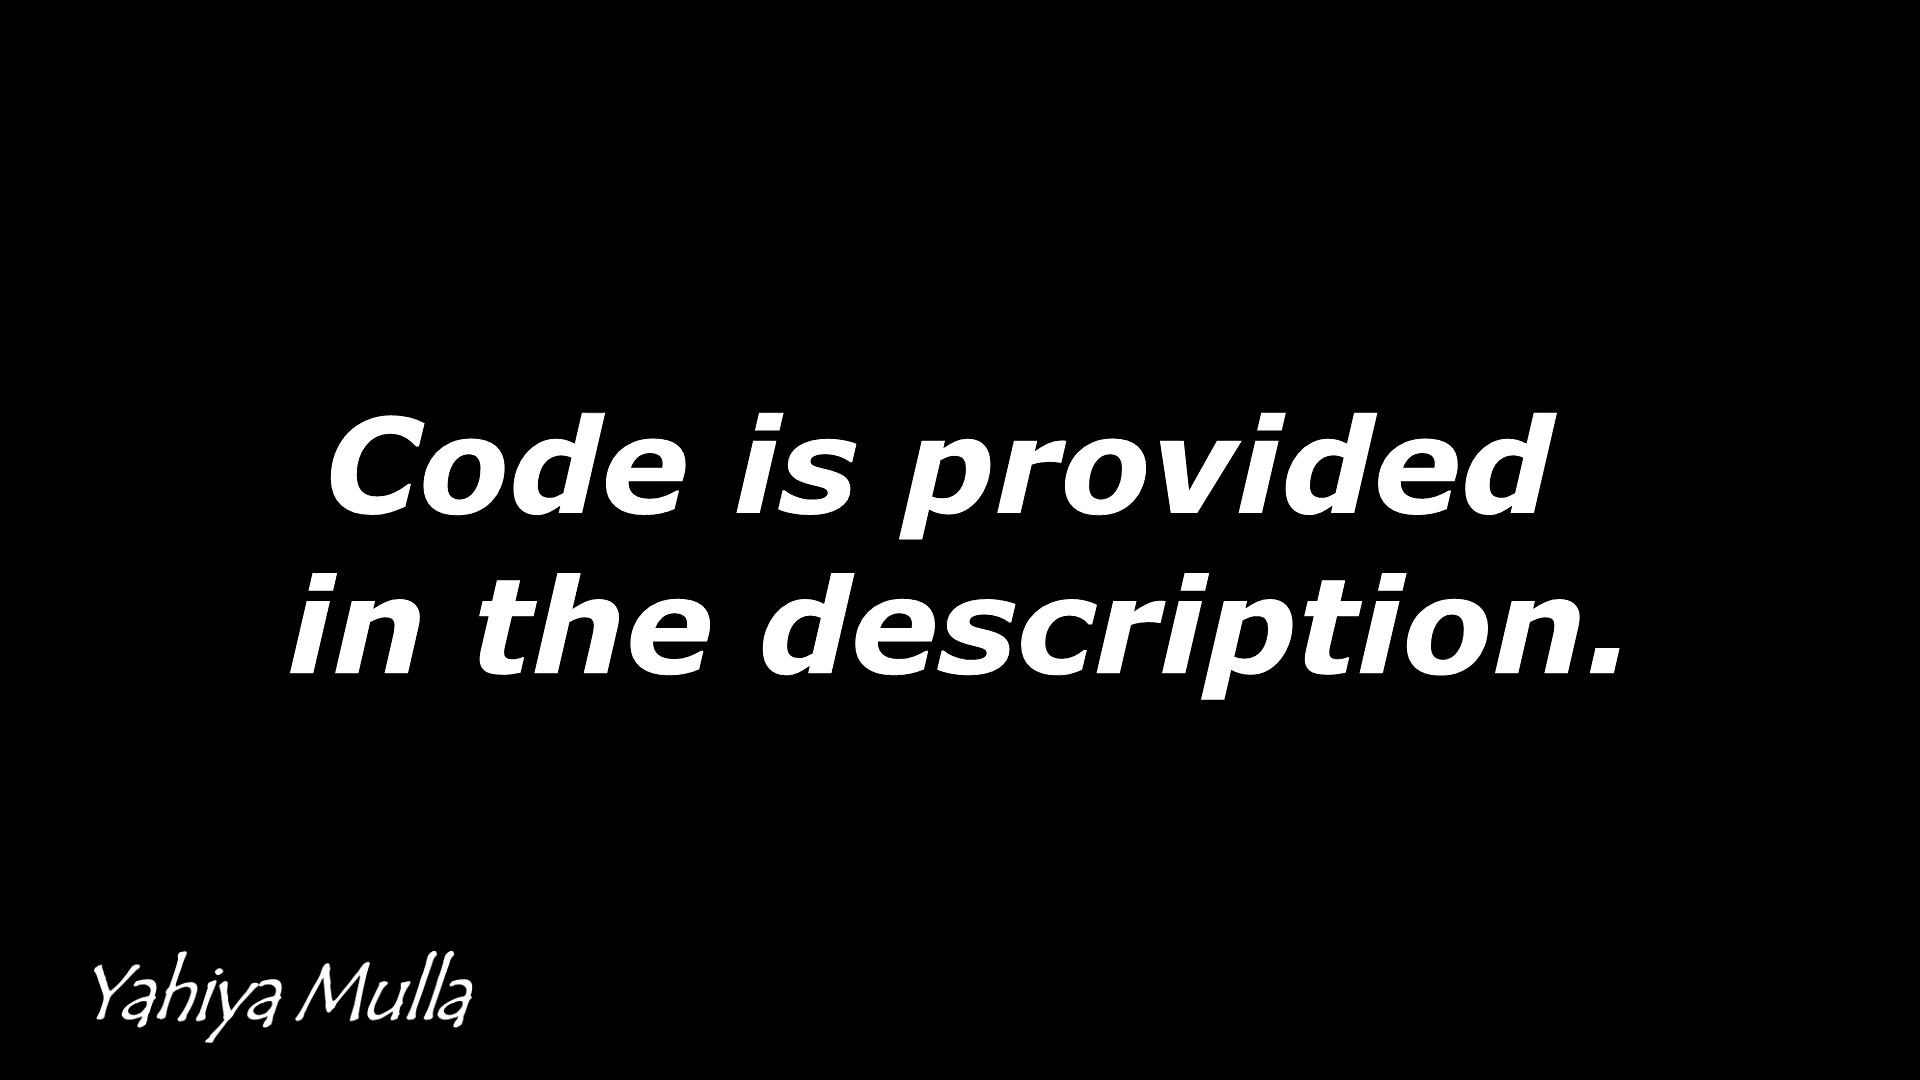 Code is provided
in the description.
Yahiya Mulla